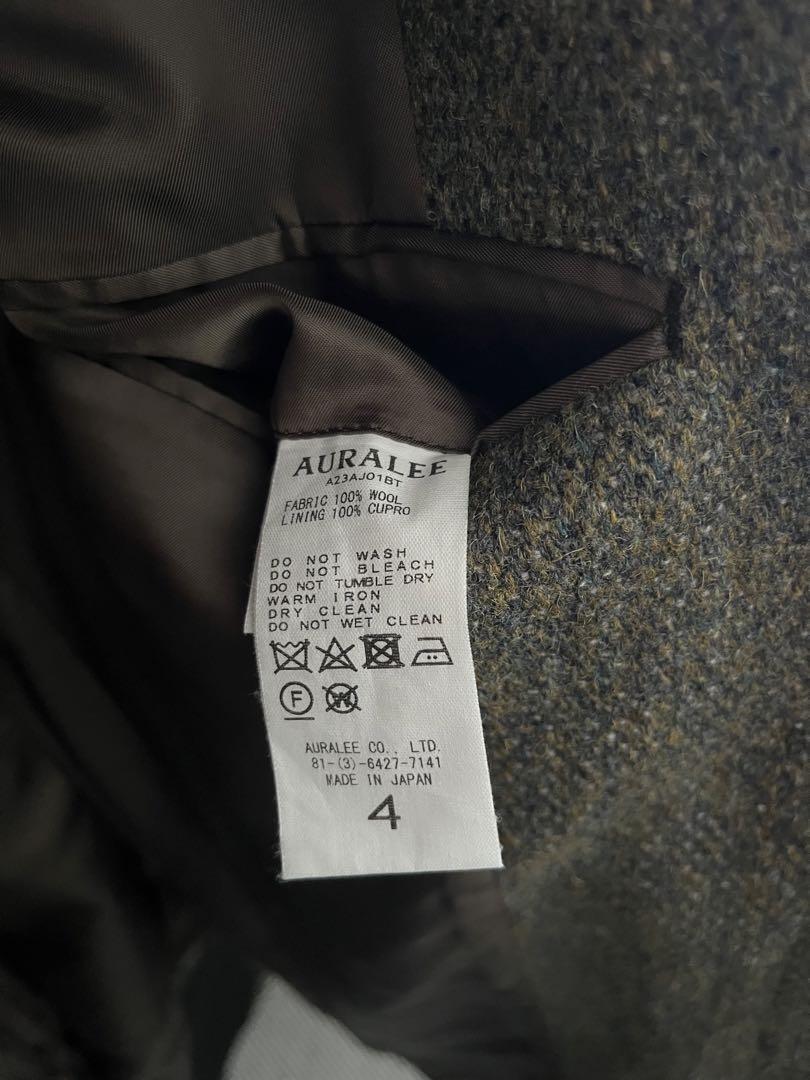 AURALEE
A23AJ01BT
FABRIC 100% WOOL
LINING 100% CUPRO
DO NOT WASH
DO NOT BLEACH
DO NOT TUMBLE DRY
WARM IRON
DRY CLEAN
DO NOT WET CLEAN
F W
AURALEE CO., LTD.
81-(3)-6427-7141
MADE IN JAPAN
4